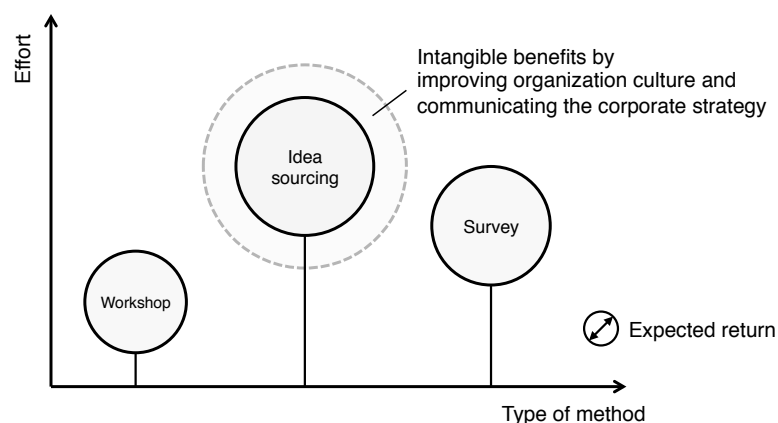 Effort
Intangible benefits by
improving organization culture and
communicating the corporate strategy
Idea
sourcing
Survey
Workshop
Expected return
Type of method